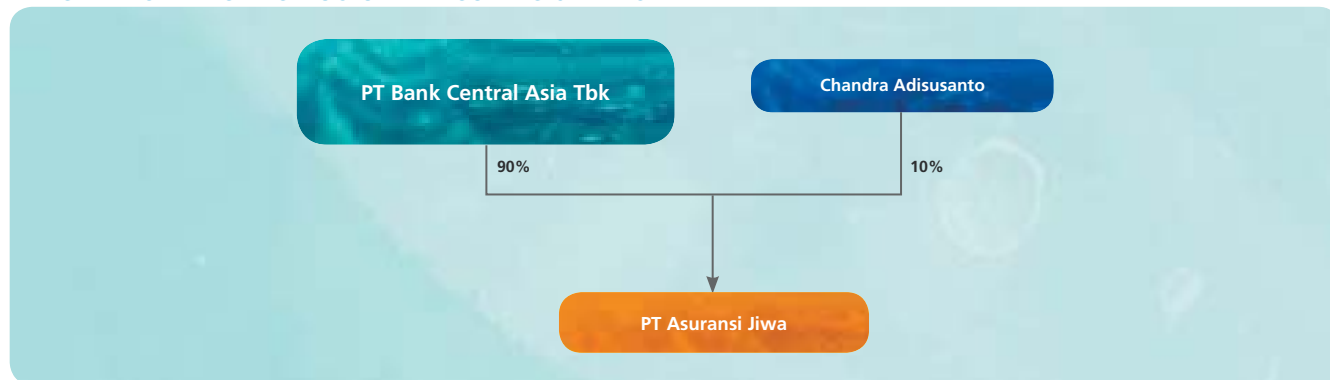 PT Bank Central Asia Tbk
Chandra Adisusanto
90%
10%
PT Asuransi Jiwa